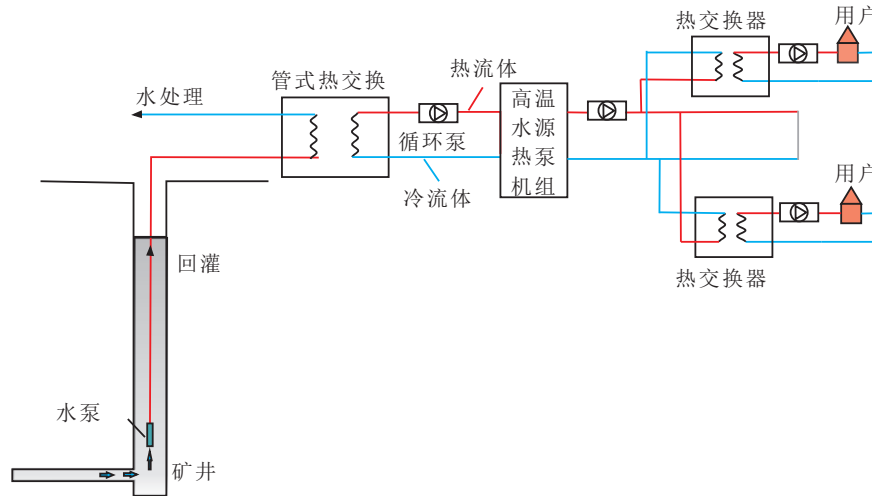 热交换器
用户
管式热交换
热流体
水处理
高温
水源
热泵
机组
循环泵
冷流体
用户
回灌
热交换器
水泵
矿井